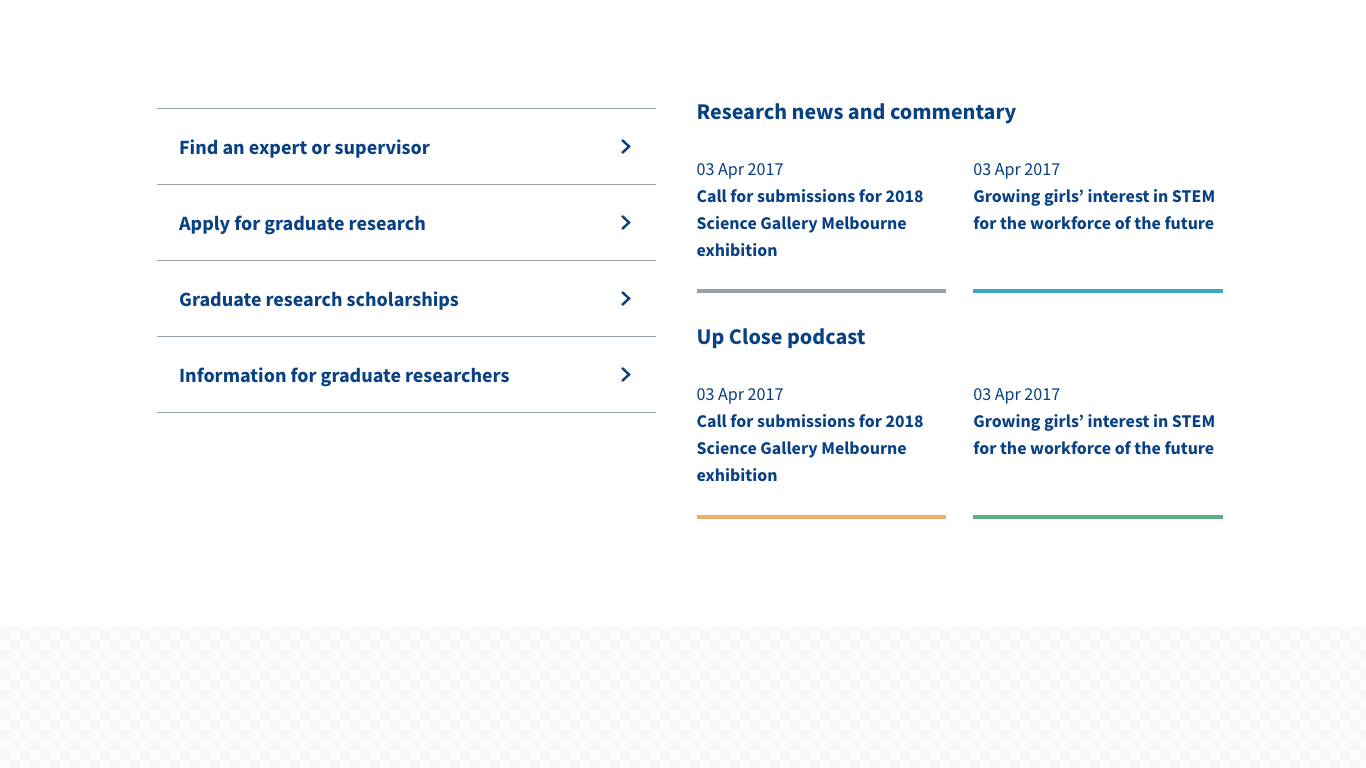 Find an expert or supervisor
Apply for graduate research
Graduate research scholarships
Information for graduate researchers
Research news and commentary
03 Apr 2017
Call for submissions for 2018
Science Gallery Melbourne
exhibition
03 Apr 2017
Growing girls’ interest in STEM
for the workforce of the future
Up Close podcast
03 Apr 2017
Call for submissions for 2018
Science Gallery Melbourne
exhibition
03 Apr 2017
Growing girls’ interest in STEM
for the workforce of the future